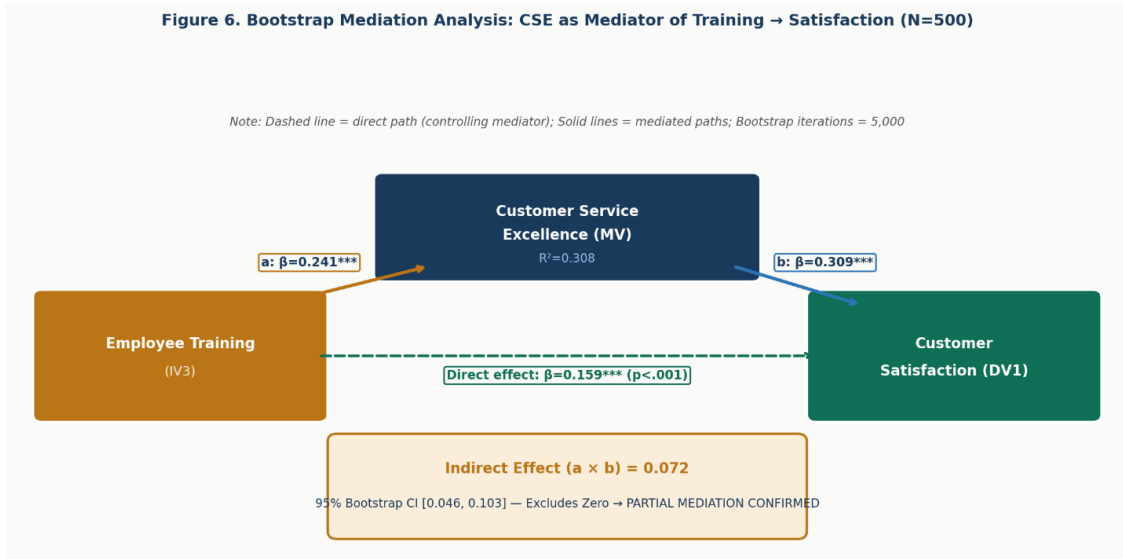 Figure 6. Bootstrap Mediation Analysis: CSE as Mediator of Training → Satisfaction (N=500)
Note: Dashed line = direct path (controlling mediator); Solid lines = mediated paths; Bootstrap iterations = 5,000
Customer Service
Excellence (MV)
R²=0.308
a: β=0.241***
b: β=0.309***
Employee Training
(IV3)
Customer
Satisfaction (DV1)
Direct effect: β=0.159*** (p<.001)
Indirect Effect (a × b) = 0.072
95% Bootstrap CI [0.046, 0.103] — Excludes Zero → PARTIAL MEDIATION CONFIRMED